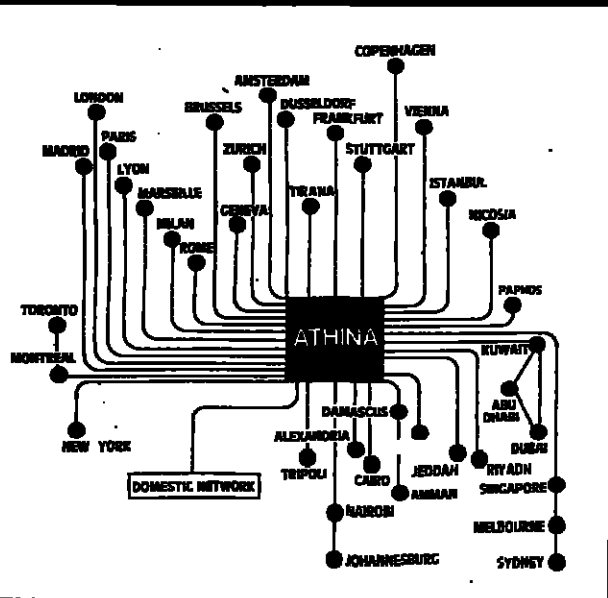 COPENHAGEN
AMSTERDAM
LONDON
BRUSSELS
DUSSELDORF
FRANKFURT
VIENNA
MADRID
PARIS
ZURICH
STUTTGART
LYON
MARSEILLE
TIRANA
ISTANBUL
MILAN
GENEVA
NICOSIA
ROME
PAPHOS
TORONTO
ATHINA
KUWAIT
MONTREAL
ABU
DHABI
DAMASCUS
NEW YORK
ALEXANDRIA
DUBAI
TRIPOLI
CAIRO
JEDDAH
RIYADH
DOMESTIC NETWORK
AMMAN
SINGAPORE
NAIROBI
MELBOURNE
JOHANNESBURG
SYDNEY